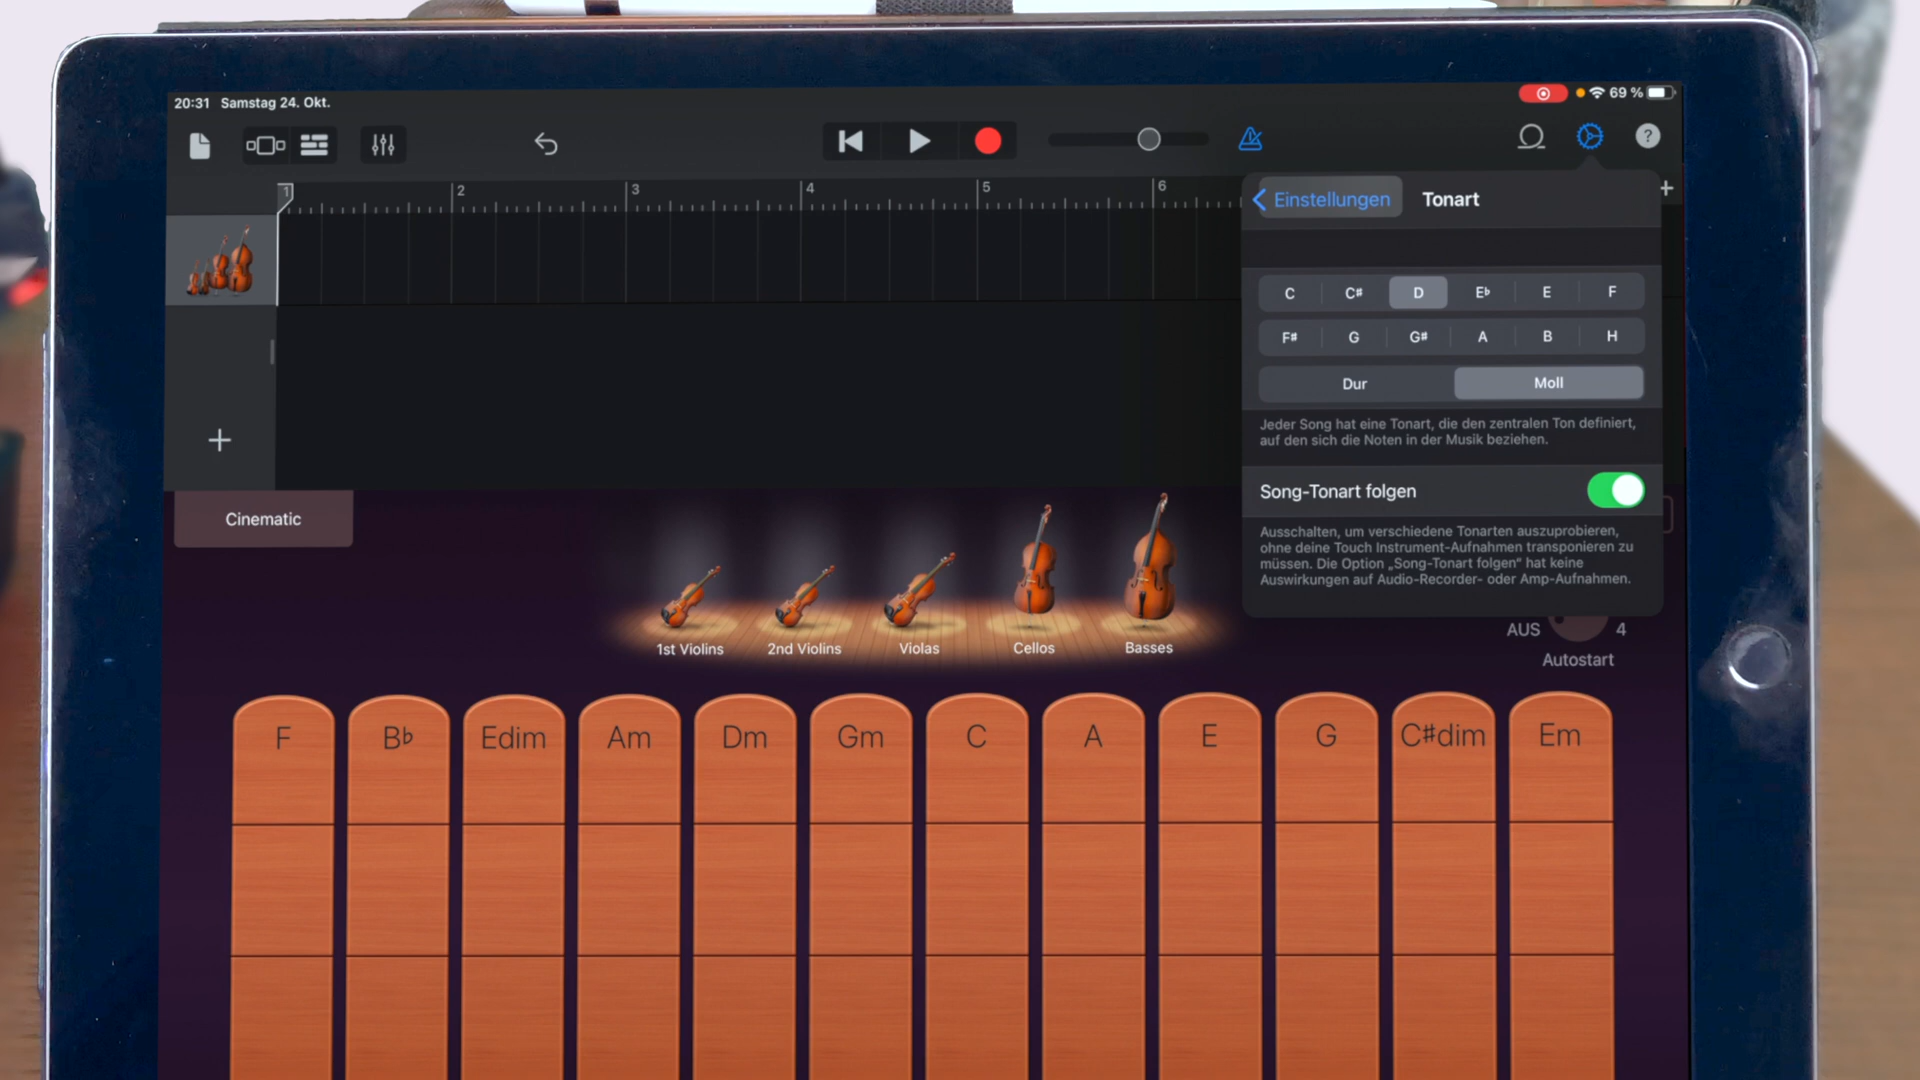 20:31 Samstag 24. Okt.
69 %
1 2 3 4 5 6
Einstellungen Tonart
C C# D E♭ E F
F# G G# A B H
Dur Moll
Jeder Song hat eine Tonart, die den zentralen Ton definiert,
auf den sich die Noten in der Musik beziehen.
Song-Tonart folgen
Ausschalten, um verschiedene Tonarten auszuprobieren,
ohne deine Touch Instrument-Aufnahmen transponieren zu
müssen. Die Option „Song-Tonart folgen“ hat keine
Auswirkungen auf Audio-Recorder- oder Amp-Aufnahmen.
Cinematic
1st Violins 2nd Violins Violas Cellos Basses
AUS 4
Autostart
F B♭ Edim Am Dm Gm C A E G C#dim Em